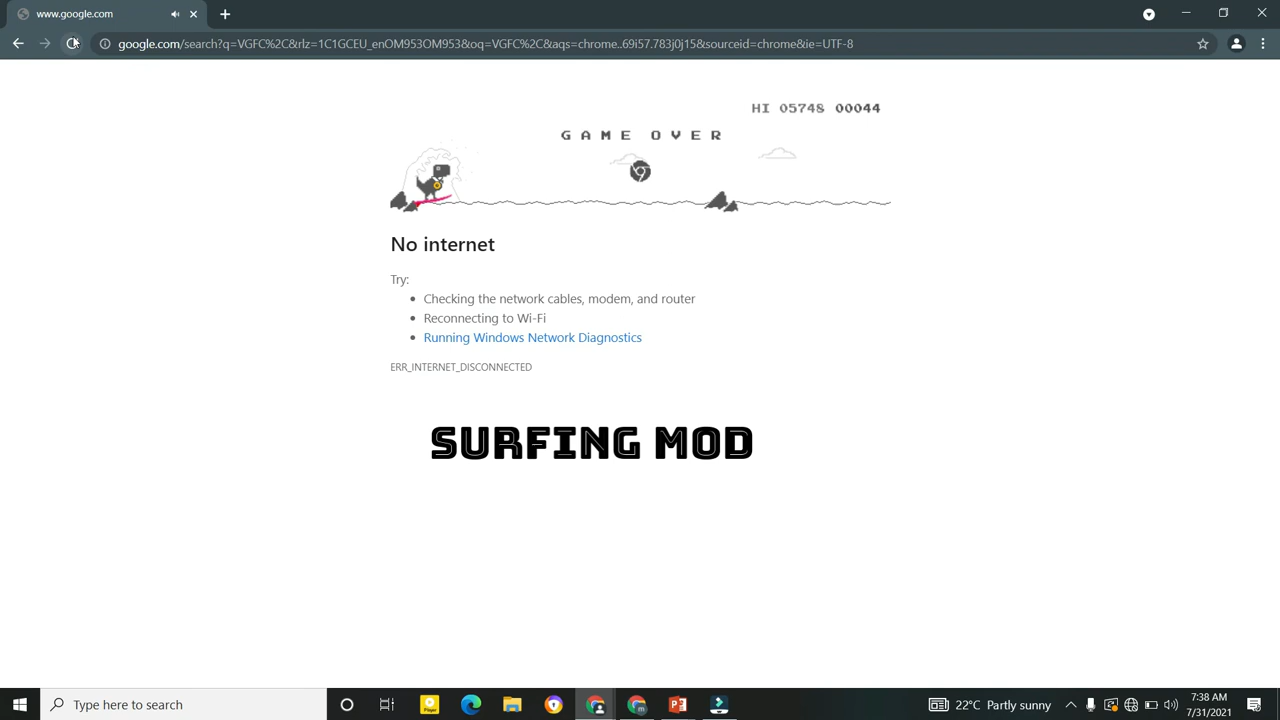 www.google.com
google.com/search?q=VGFC%2C&rlz=1C1GCEU_enOM953OM953&oq=VGFC%2C&aqs=chrome..69i57.783j0j15&sourceid=chrome&ie=UTF-8
HI 05748 00044
GAME OVER
No internet
Try:
Checking the network cables, modem, and router
Reconnecting to Wi-Fi
Running Windows Network Diagnostics
ERR_INTERNET_DISCONNECTED
SURFING MOD
Type here to search
Player
m
22°C Partly sunny
7:38 AM
7/31/2021